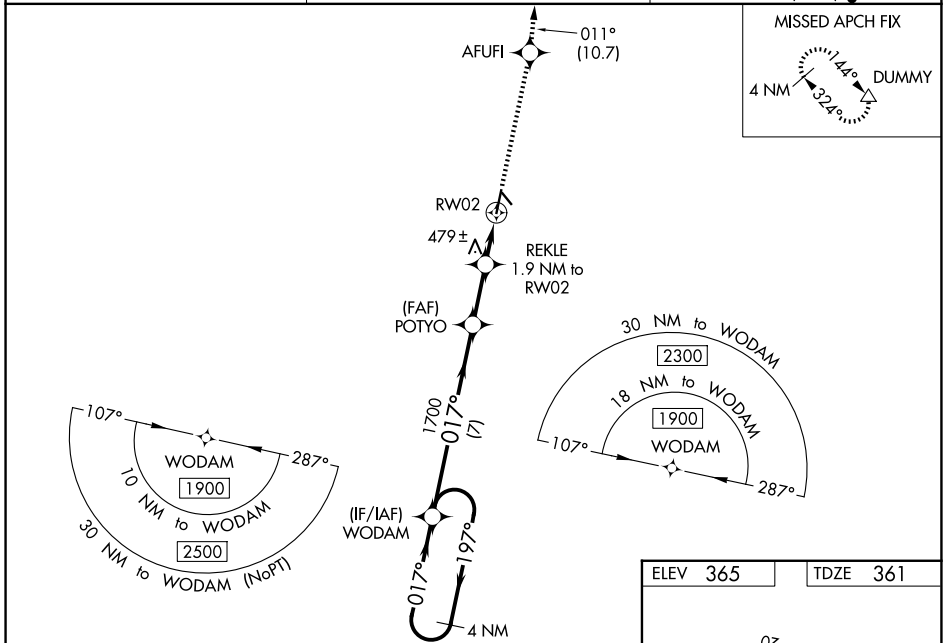 MISSED APCH FIX
4 NM
144°
324°
DUMMY
011°
(10.7)
AFUFI
RW02
479±
REKLE
1.9 NM to
RW02
(FAF)
POTYO
1700
017°
(7)
30 NM to WODAM
2300
18 NM to WODAM
1900
WODAM
107°
287°
107°
287°
WODAM
1900
10 NM to WODAM
2500
30 NM to WODAM (NoPT)
(IF/IAF)
WODAM
017°
197°
4 NM
ELEV 365
TDZE 361